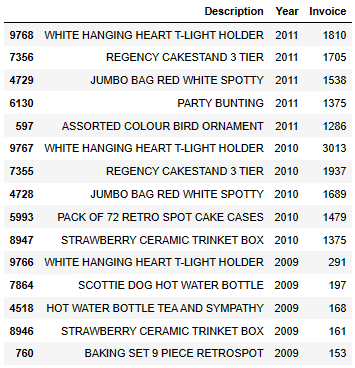 Description Year Invoice
9768 WHITE HANGING HEART T-LIGHT HOLDER 2011 1810
7356 REGENCY CAKESTAND 3 TIER 2011 1705
4729 JUMBO BAG RED WHITE SPOTTY 2011 1538
6130 PARTY BUNTING 2011 1375
597 ASSORTED COLOUR BIRD ORNAMENT 2011 1286
9767 WHITE HANGING HEART T-LIGHT HOLDER 2010 3013
7355 REGENCY CAKESTAND 3 TIER 2010 1937
4728 JUMBO BAG RED WHITE SPOTTY 2010 1689
5993 PACK OF 72 RETRO SPOT CAKE CASES 2010 1479
8947 STRAWBERRY CERAMIC TRINKET BOX 2010 1375
9766 WHITE HANGING HEART T-LIGHT HOLDER 2009 291
7864 SCOTTIE DOG HOT WATER BOTTLE 2009 197
4518 HOT WATER BOTTLE TEA AND SYMPATHY 2009 168
8946 STRAWBERRY CERAMIC TRINKET BOX 2009 161
760 BAKING SET 9 PIECE RETROSPOT 2009 153